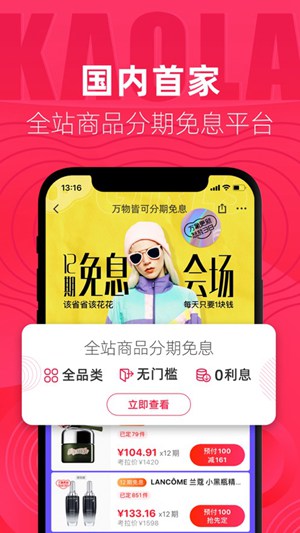 KAOLA
国内首家
全站商品分期免息平台
13:16
万物皆可分期免息
12期免息会场
该省省该花花
每天只要1块钱
全站商品分期免息
全品类
无门槛
0利息
立即查看
已定79件
¥104.91 x12期
考拉价¥1420
预付100
减161
12期免息
LANCÔME 兰蔻 小黑瓶精...
已定851件
¥133.16 x12期
考拉价¥1598
预付100
抢先定